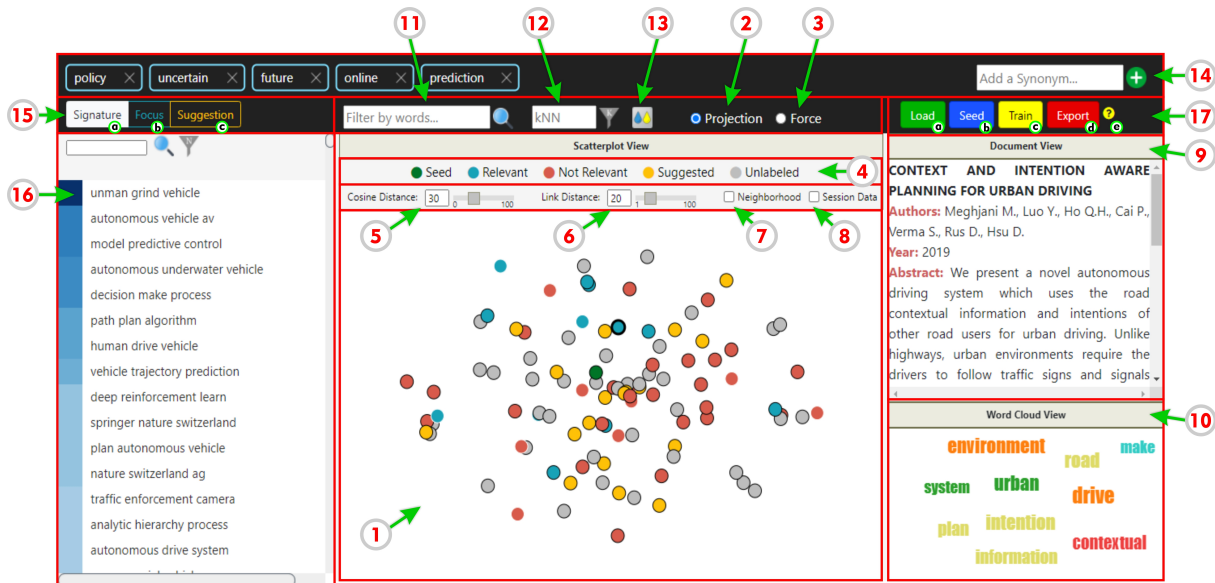 11 12 13 2 3
policy × uncertain × future × online × prediction × Add a Synonym... + 14
15 Signature a Focus b Suggestion c Filter by words... kNN Projection Force Load a Seed b Train c Export d ? e 17
Scatterplot View
Document View 9
Seed Relevant Not Relevant Suggested Unlabeled 4
Cosine Distance: 30 0 100 Link Distance: 20 1 100 Neighborhood Session Data
5 6 7 8
16
unman grind vehicle
autonomous vehicle av
model predictive control
autonomous underwater vehicle
decision make process
path plan algorithm
human drive vehicle
vehicle trajectory prediction
deep reinforcement learn
springer nature switzerland
plan autonomous vehicle
nature switzerland ag
traffic enforcement camera
analytic hierarchy process
autonomous drive system
1
CONTEXT AND INTENTION AWARE
PLANNING FOR URBAN DRIVING
Authors: Meghjani M., Luo Y., Ho Q.H., Cai P.,
Verma S., Rus D., Hsu D.
Year: 2019
Abstract: We present a novel autonomous
driving system which uses the road
contextual information and intentions of
other road users for urban driving. Unlike
highways, urban environments require the
drivers to follow traffic signs and signals
Word Cloud View 10
environment make
road
system urban
drive
plan intention
contextual
information